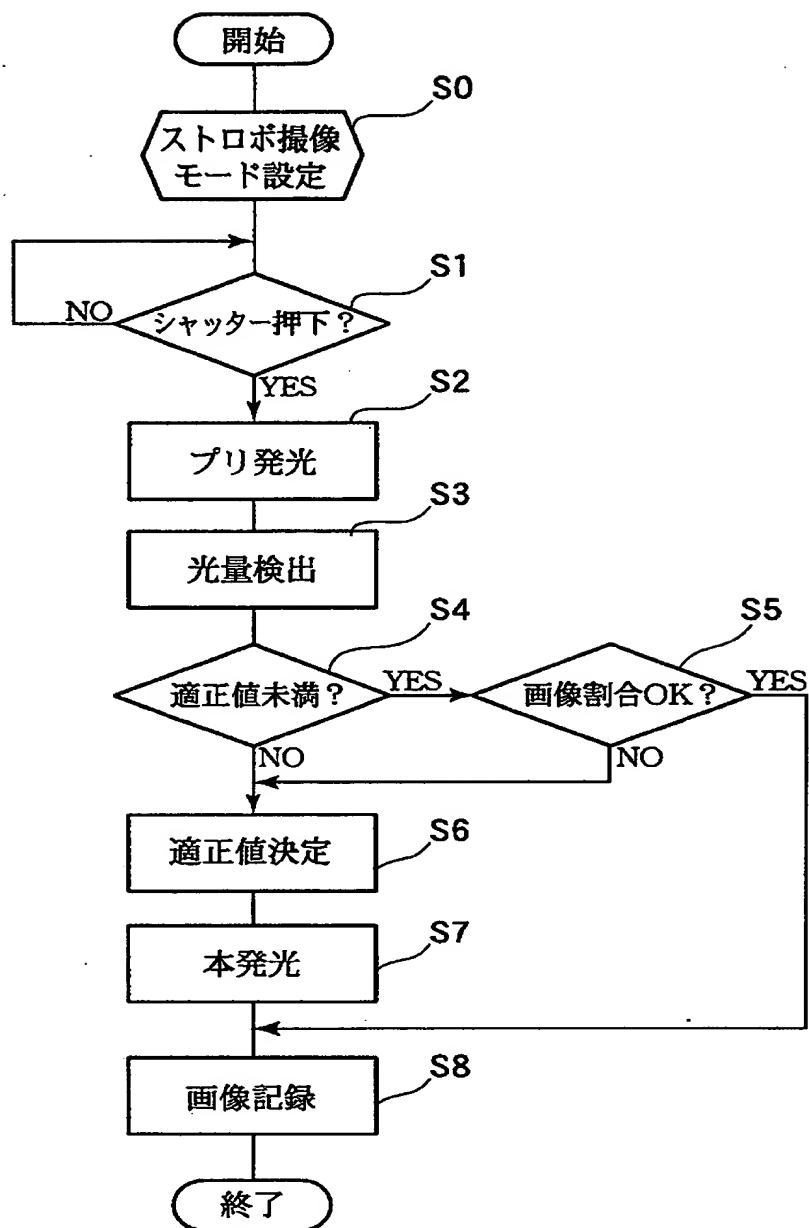 開始
S0
ストロボ撮像
モード設定
S1
シャッター押下？
NO
YES
S2
プリ発光
S3
光量検出
S4
適正値未満？
YES
NO
S5
画像割合OK？
YES
NO
S6
適正値決定
S7
本発光
S8
画像記録
終了